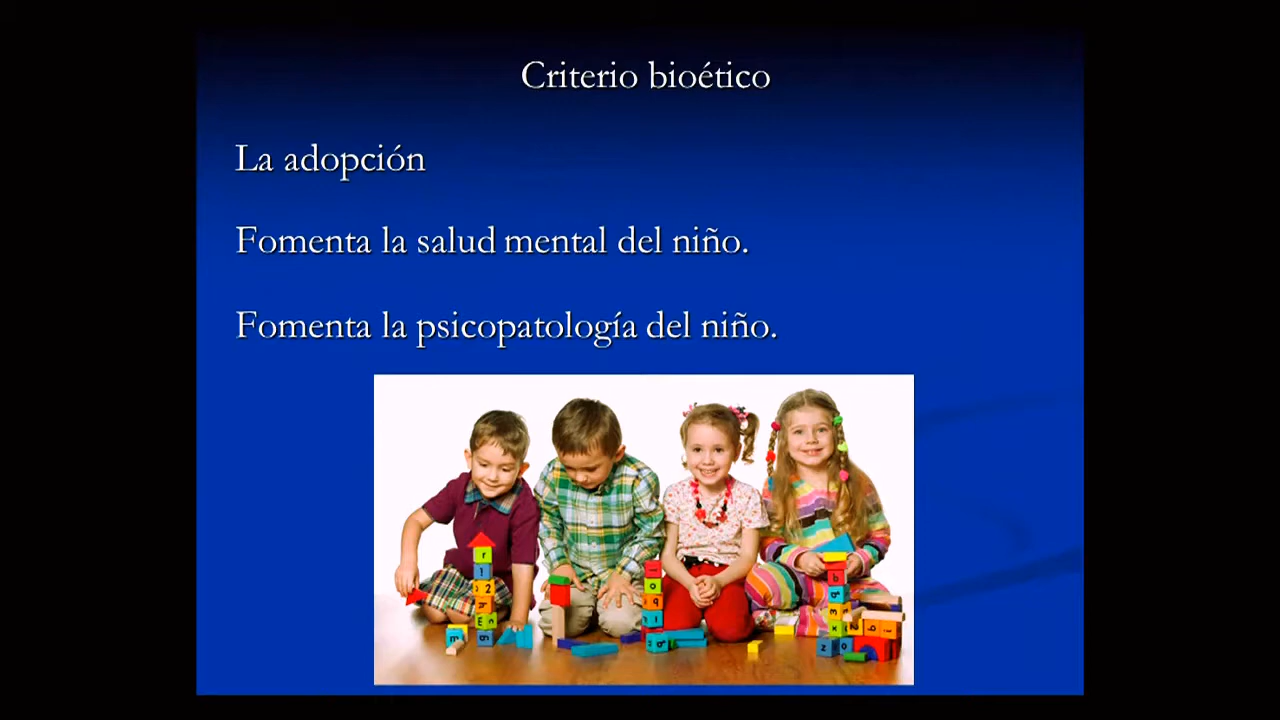 Criterio bioético
La adopción
Fomenta la salud mental del niño.
Fomenta la psicopatología del niño.